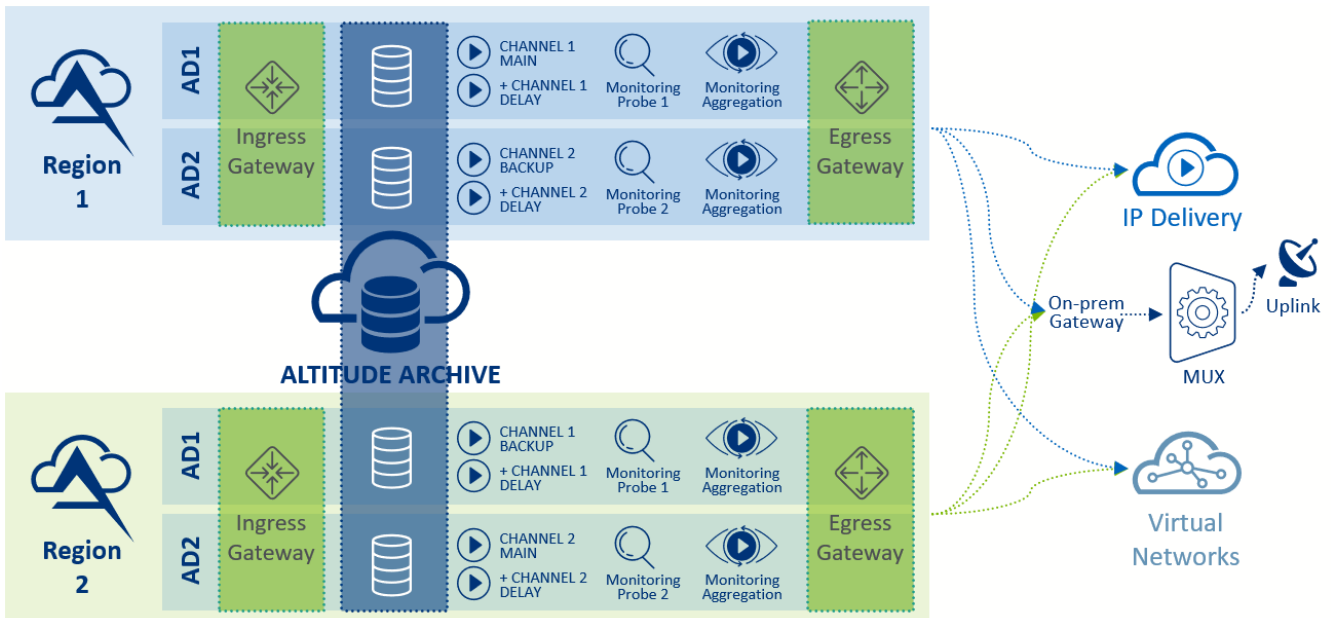 Region
1
AD1
Ingress
Gateway
CHANNEL 1
MAIN
+ CHANNEL 1
DELAY
Monitoring
Probe 1
Monitoring
Aggregation
AD2
CHANNEL 2
BACKUP
+ CHANNEL 2
DELAY
Monitoring
Probe 2
Monitoring
Aggregation
Egress
Gateway
ALTITUDE ARCHIVE
Region
2
AD1
Ingress
Gateway
CHANNEL 1
BACKUP
+ CHANNEL 1
DELAY
Monitoring
Probe 1
Monitoring
Aggregation
AD2
CHANNEL 2
MAIN
+ CHANNEL 2
DELAY
Monitoring
Probe 2
Monitoring
Aggregation
Egress
Gateway
IP Delivery
On-prem
Gateway
MUX
Uplink
Virtual
Networks